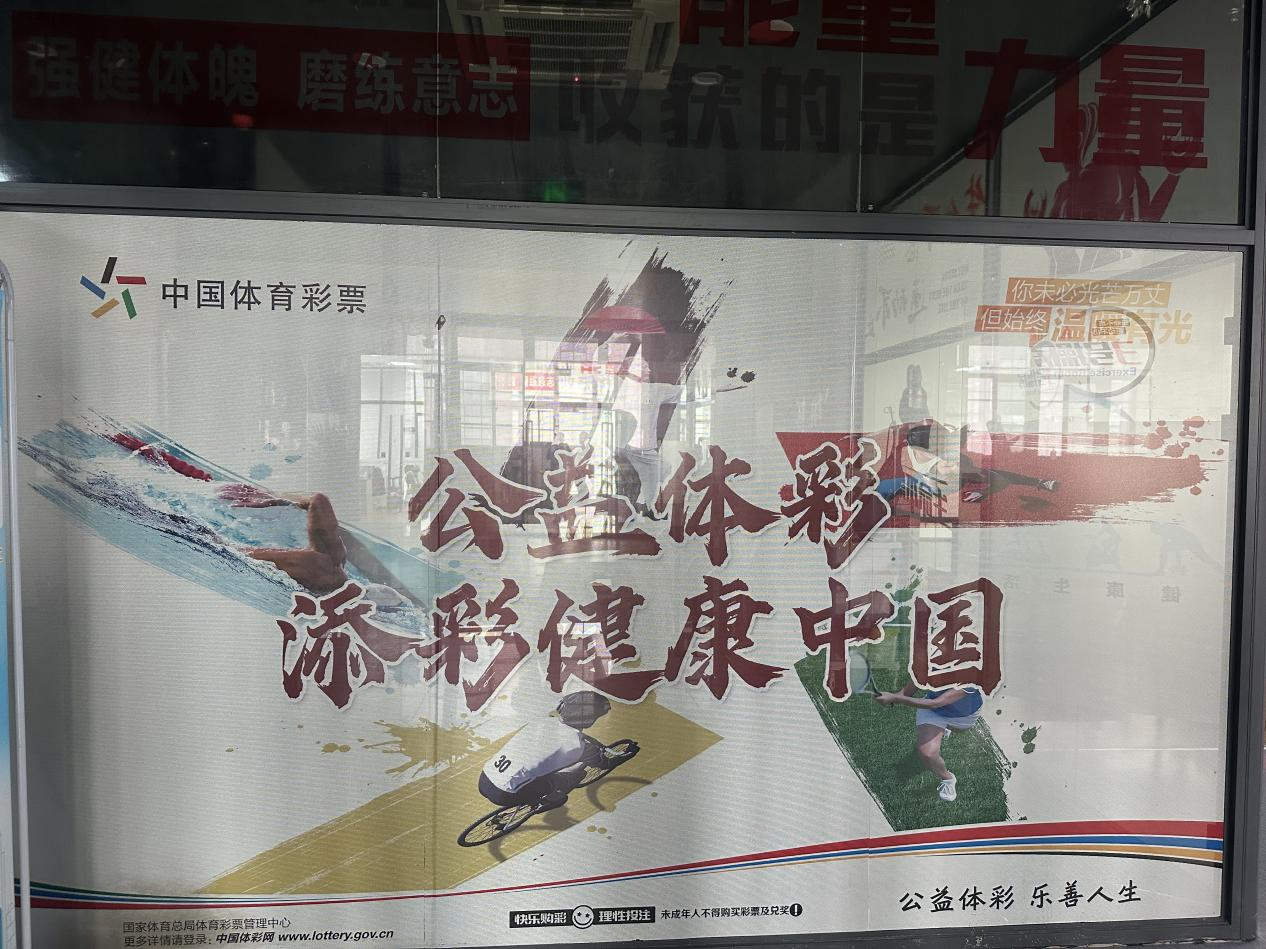 能量
强健体魄 磨练意志
收获的是力量
中国体育彩票
你未必光芒万丈
但始终温暖有光
公益体彩
添彩健康中国
30
健康生
公益体彩 乐善人生
国家体育总局体育彩票管理中心
更多详情请登录：中国体彩网 www.lottery.gov.cn
快乐购彩 理性投注 未成年人不得购买彩票及兑奖!